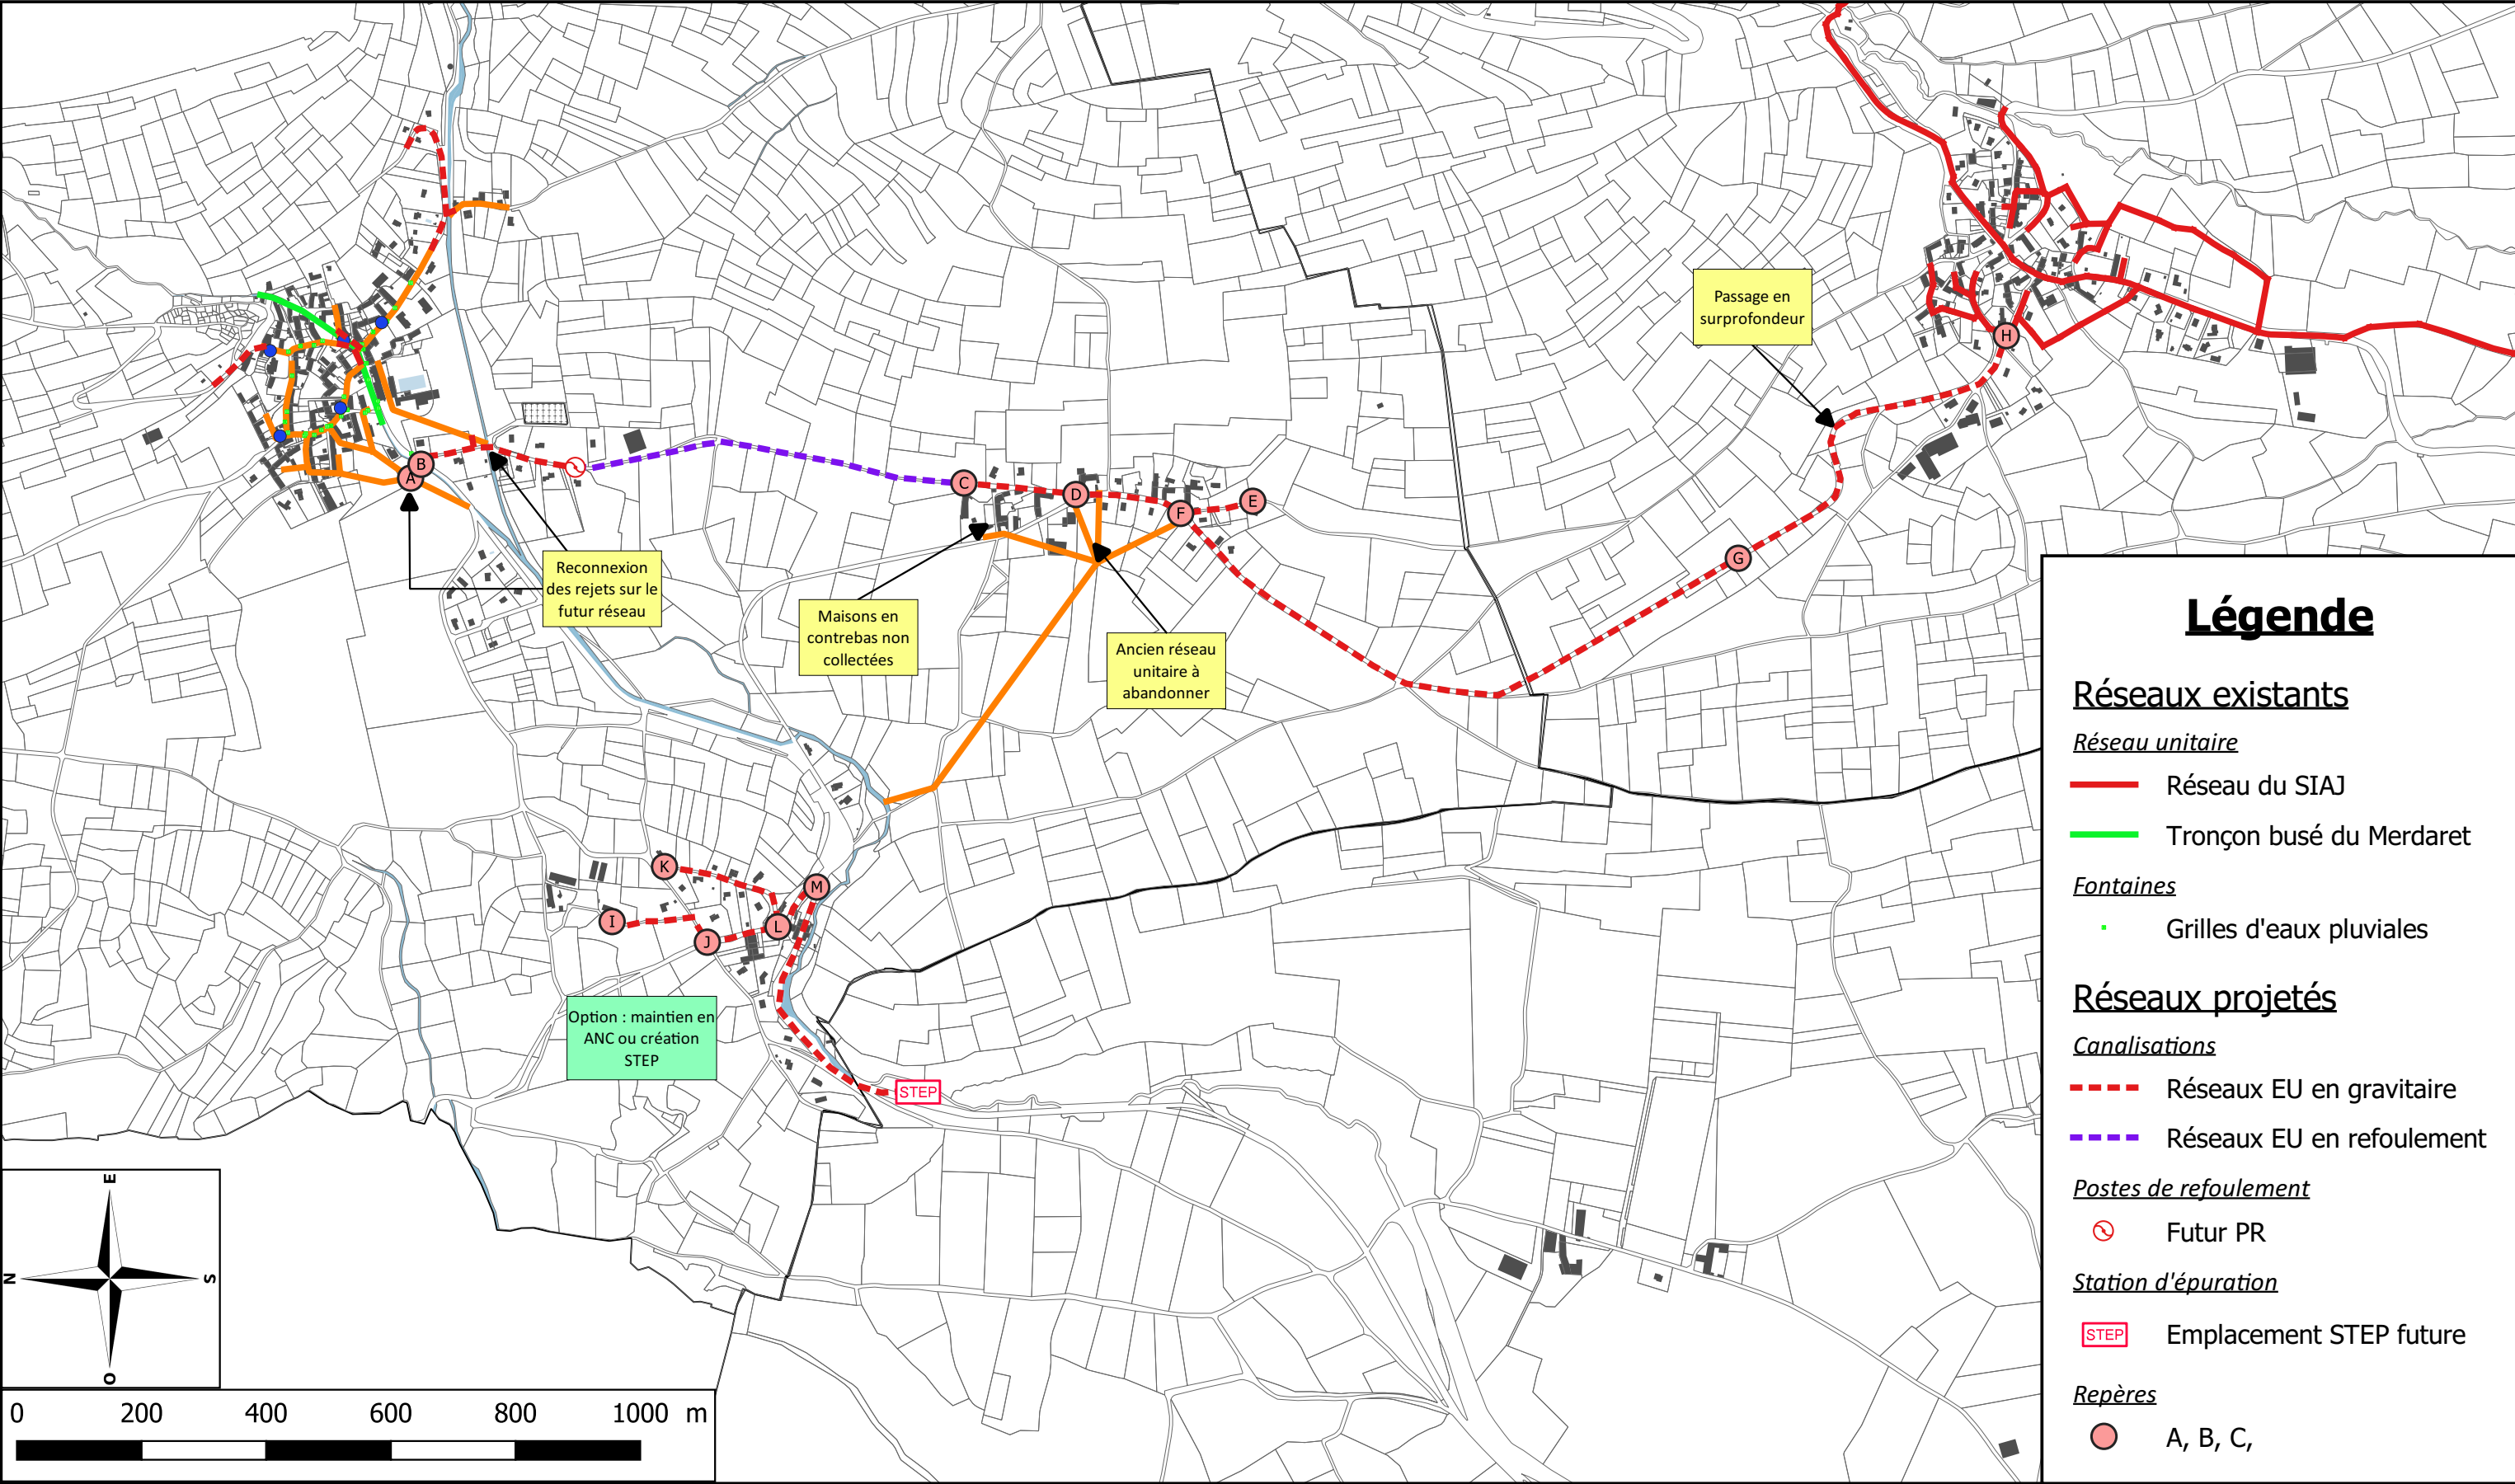 Passage en
surprofondeur
H
B
A
C
D
F
E
G
Reconnexion
des rejets sur le
futur réseau
Maisons en
contrebas non
collectées
Ancien réseau
unitaire à
abandonner
K
M
I
L
J
Option : maintien en
ANC ou création
STEP
STEP
E
N
S
O
0 200 400 600 800 1000 m
Légende
Réseaux existants
Réseau unitaire
Réseau du SIAJ
Tronçon busé du Merdaret
Fontaines
Grilles d'eaux pluviales
Réseaux projetés
Canalisations
Réseaux EU en gravitaire
Réseaux EU en refoulement
Postes de refoulement
Futur PR
Station d'épuration
STEP Emplacement STEP future
Repères
A, B, C,